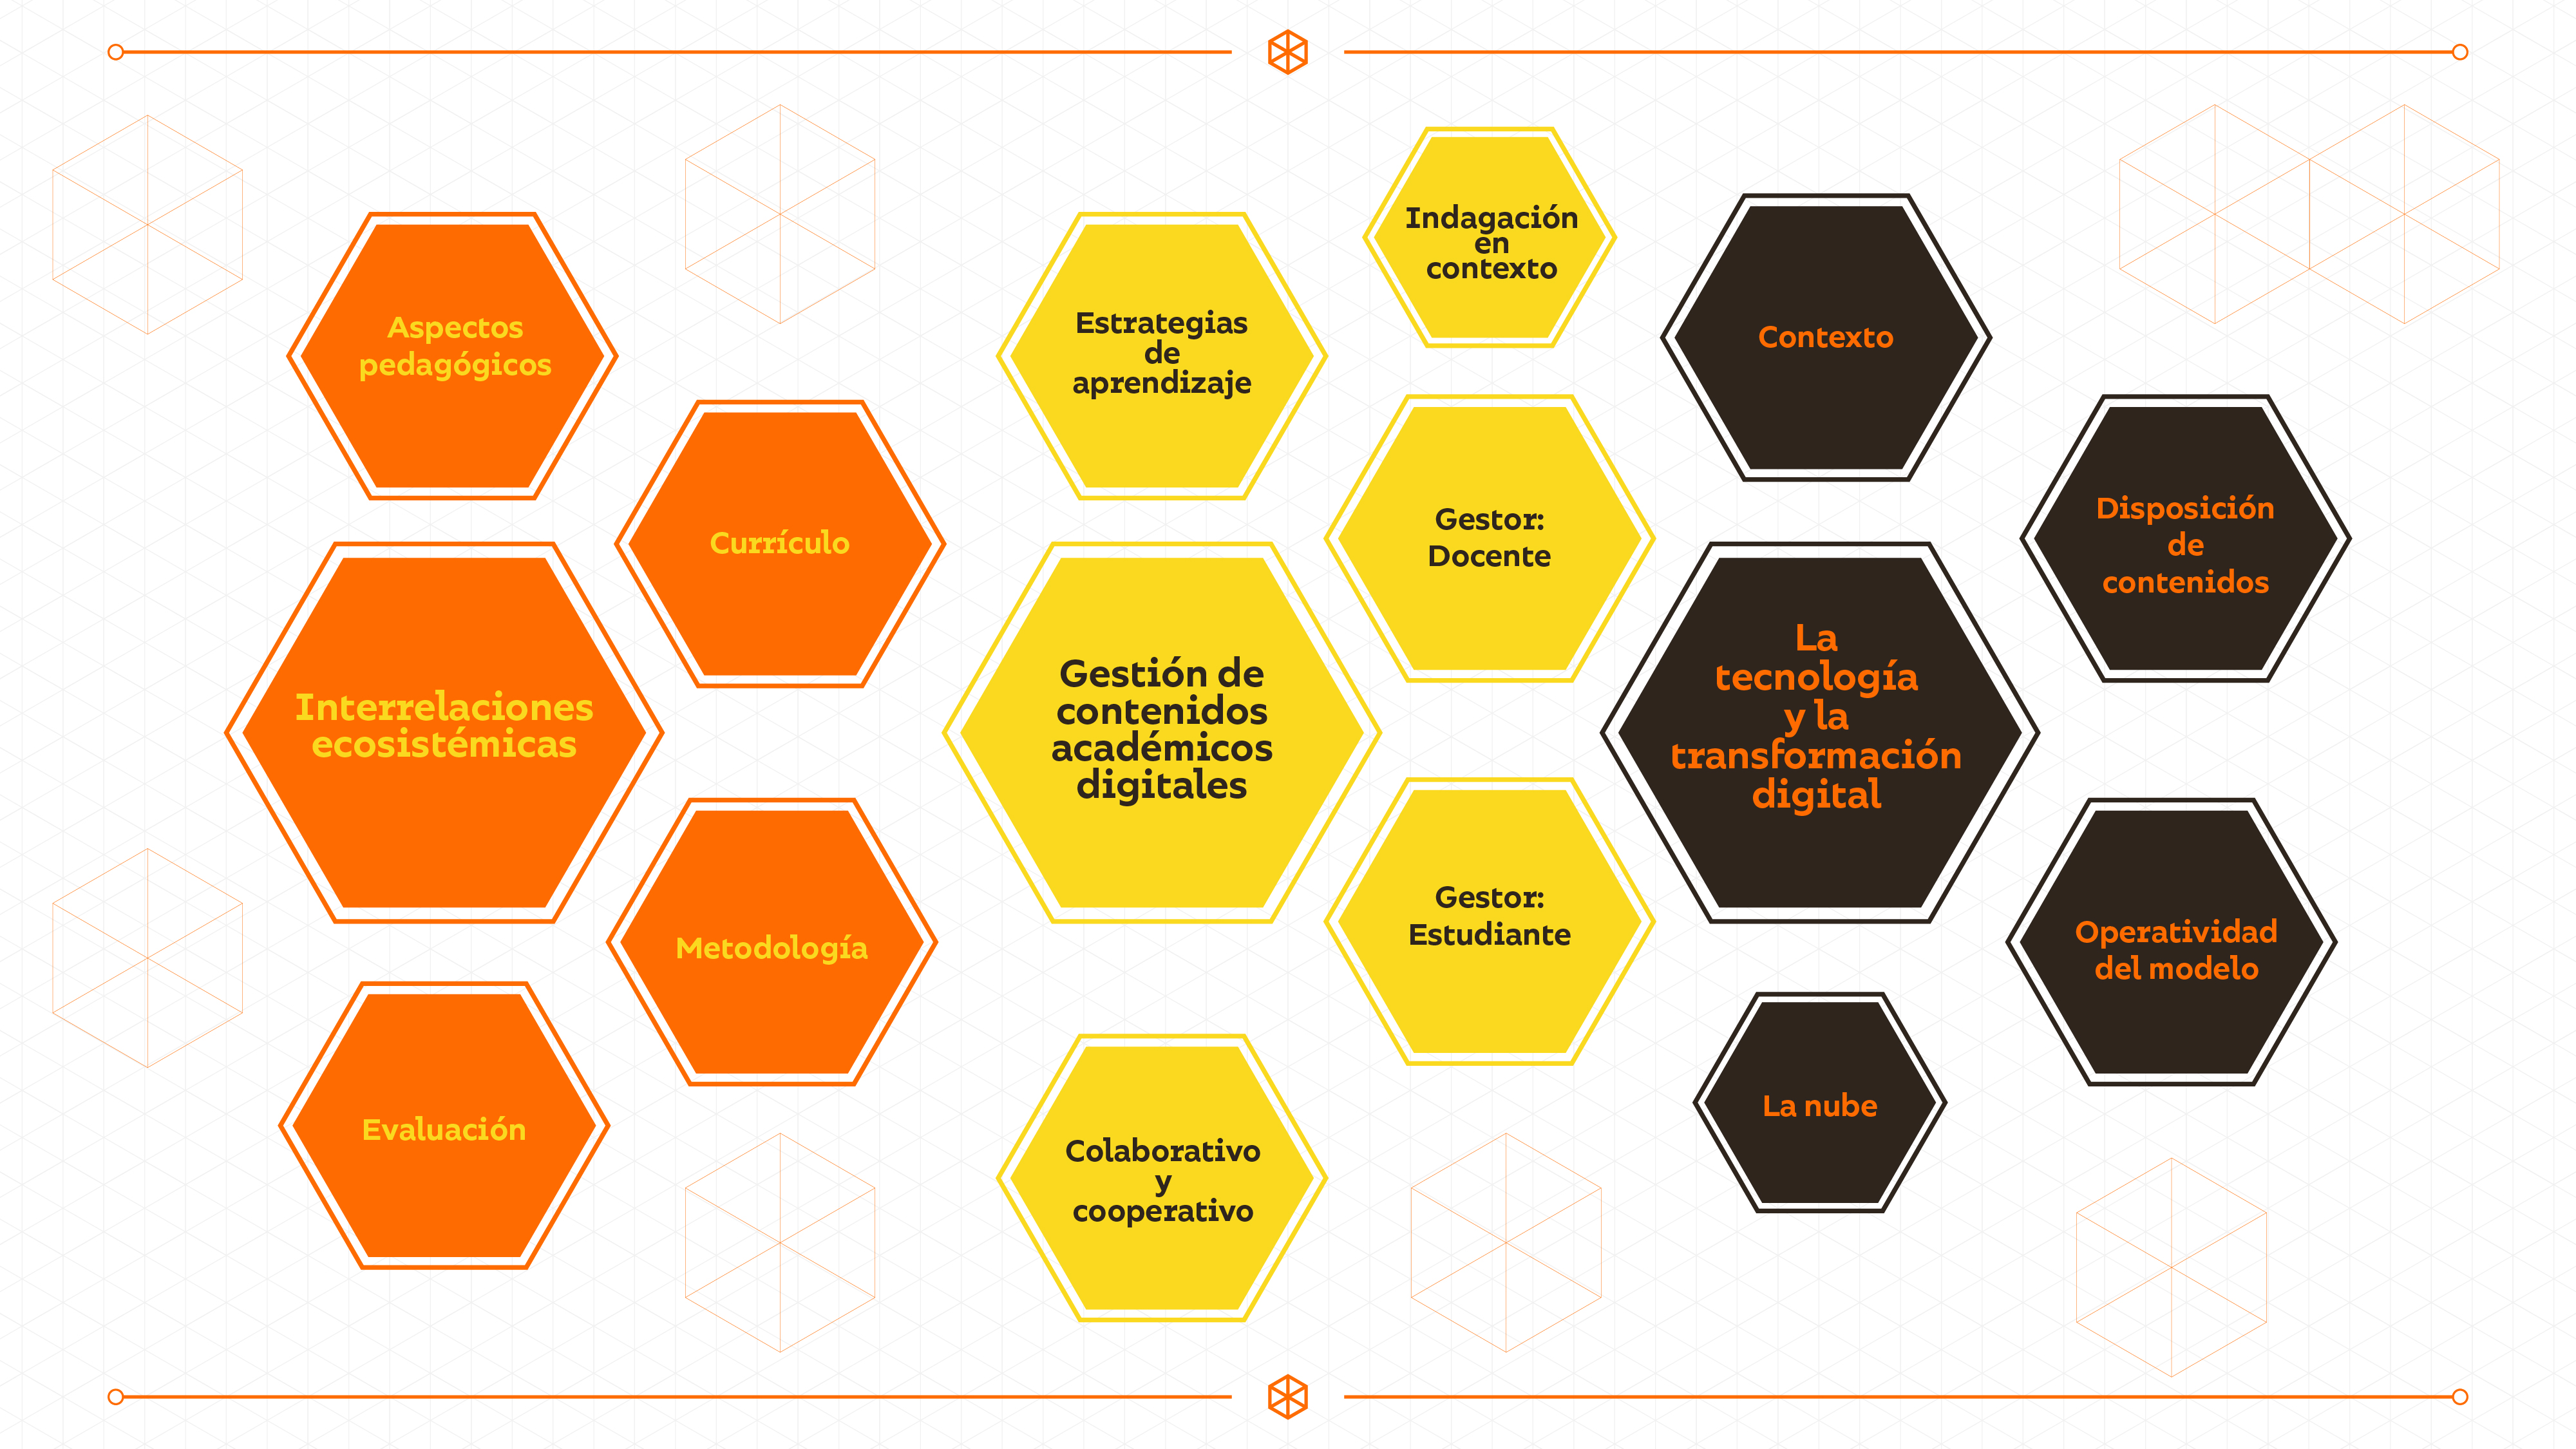 Aspectos
pedagógicos
Currículo
Interrelaciones
ecosistémicas
Metodología
Evaluación
Estrategias
de
aprendizaje
Indagación
en
contexto
Gestor:
Docente
Gestión de
contenidos
académicos
digitales
Gestor:
Estudiante
Colaborativo
y
cooperativo
Contexto
Disposición
de
contenidos
La
tecnología
y la
transformación
digital
Operatividad
del modelo
La nube